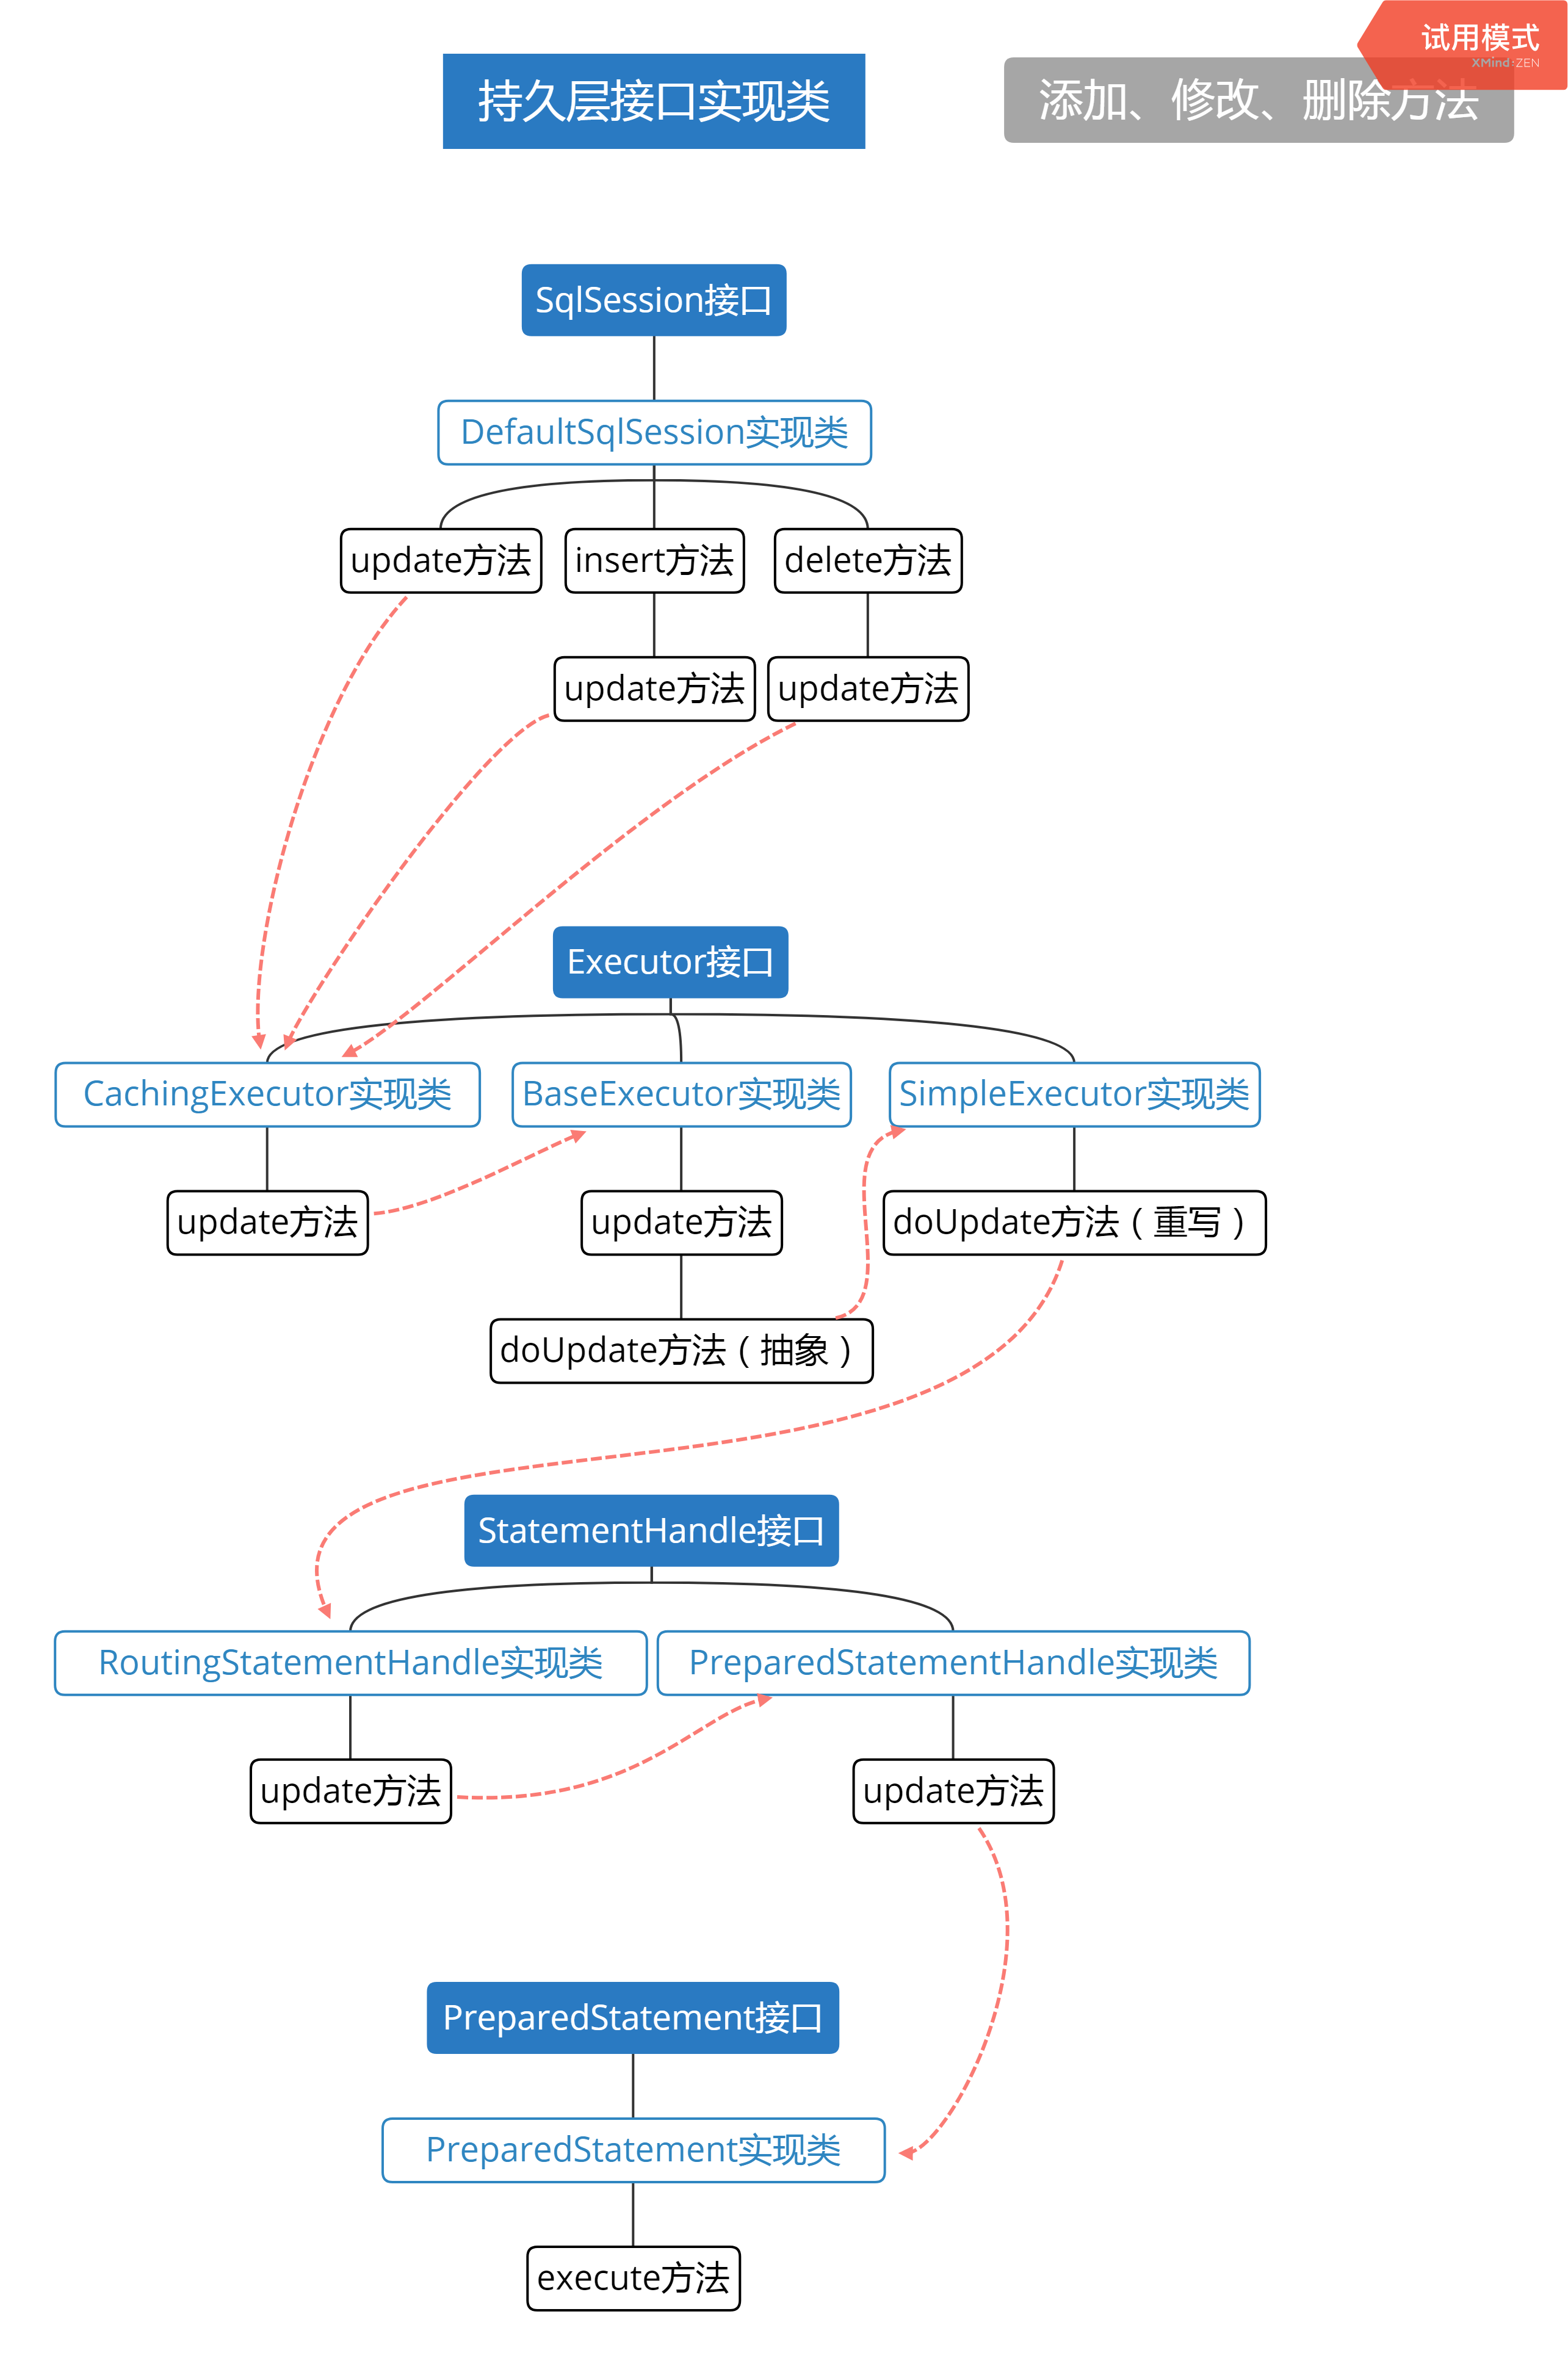 试用模式
XMind:ZEN
持久层接口实现类
添加、修改、删除方法
SqlSession接口
DefaultSqlSession实现类
update方法
insert方法
delete方法
update方法
update方法
Executor接口
CachingExecutor实现类
BaseExecutor实现类
SimpleExecutor实现类
update方法
update方法
doUpdate方法（重写）
doUpdate方法（抽象）
StatementHandle接口
RoutingStatementHandle实现类
PreparedStatementHandle实现类
update方法
update方法
PreparedStatement接口
PreparedStatement实现类
execute方法